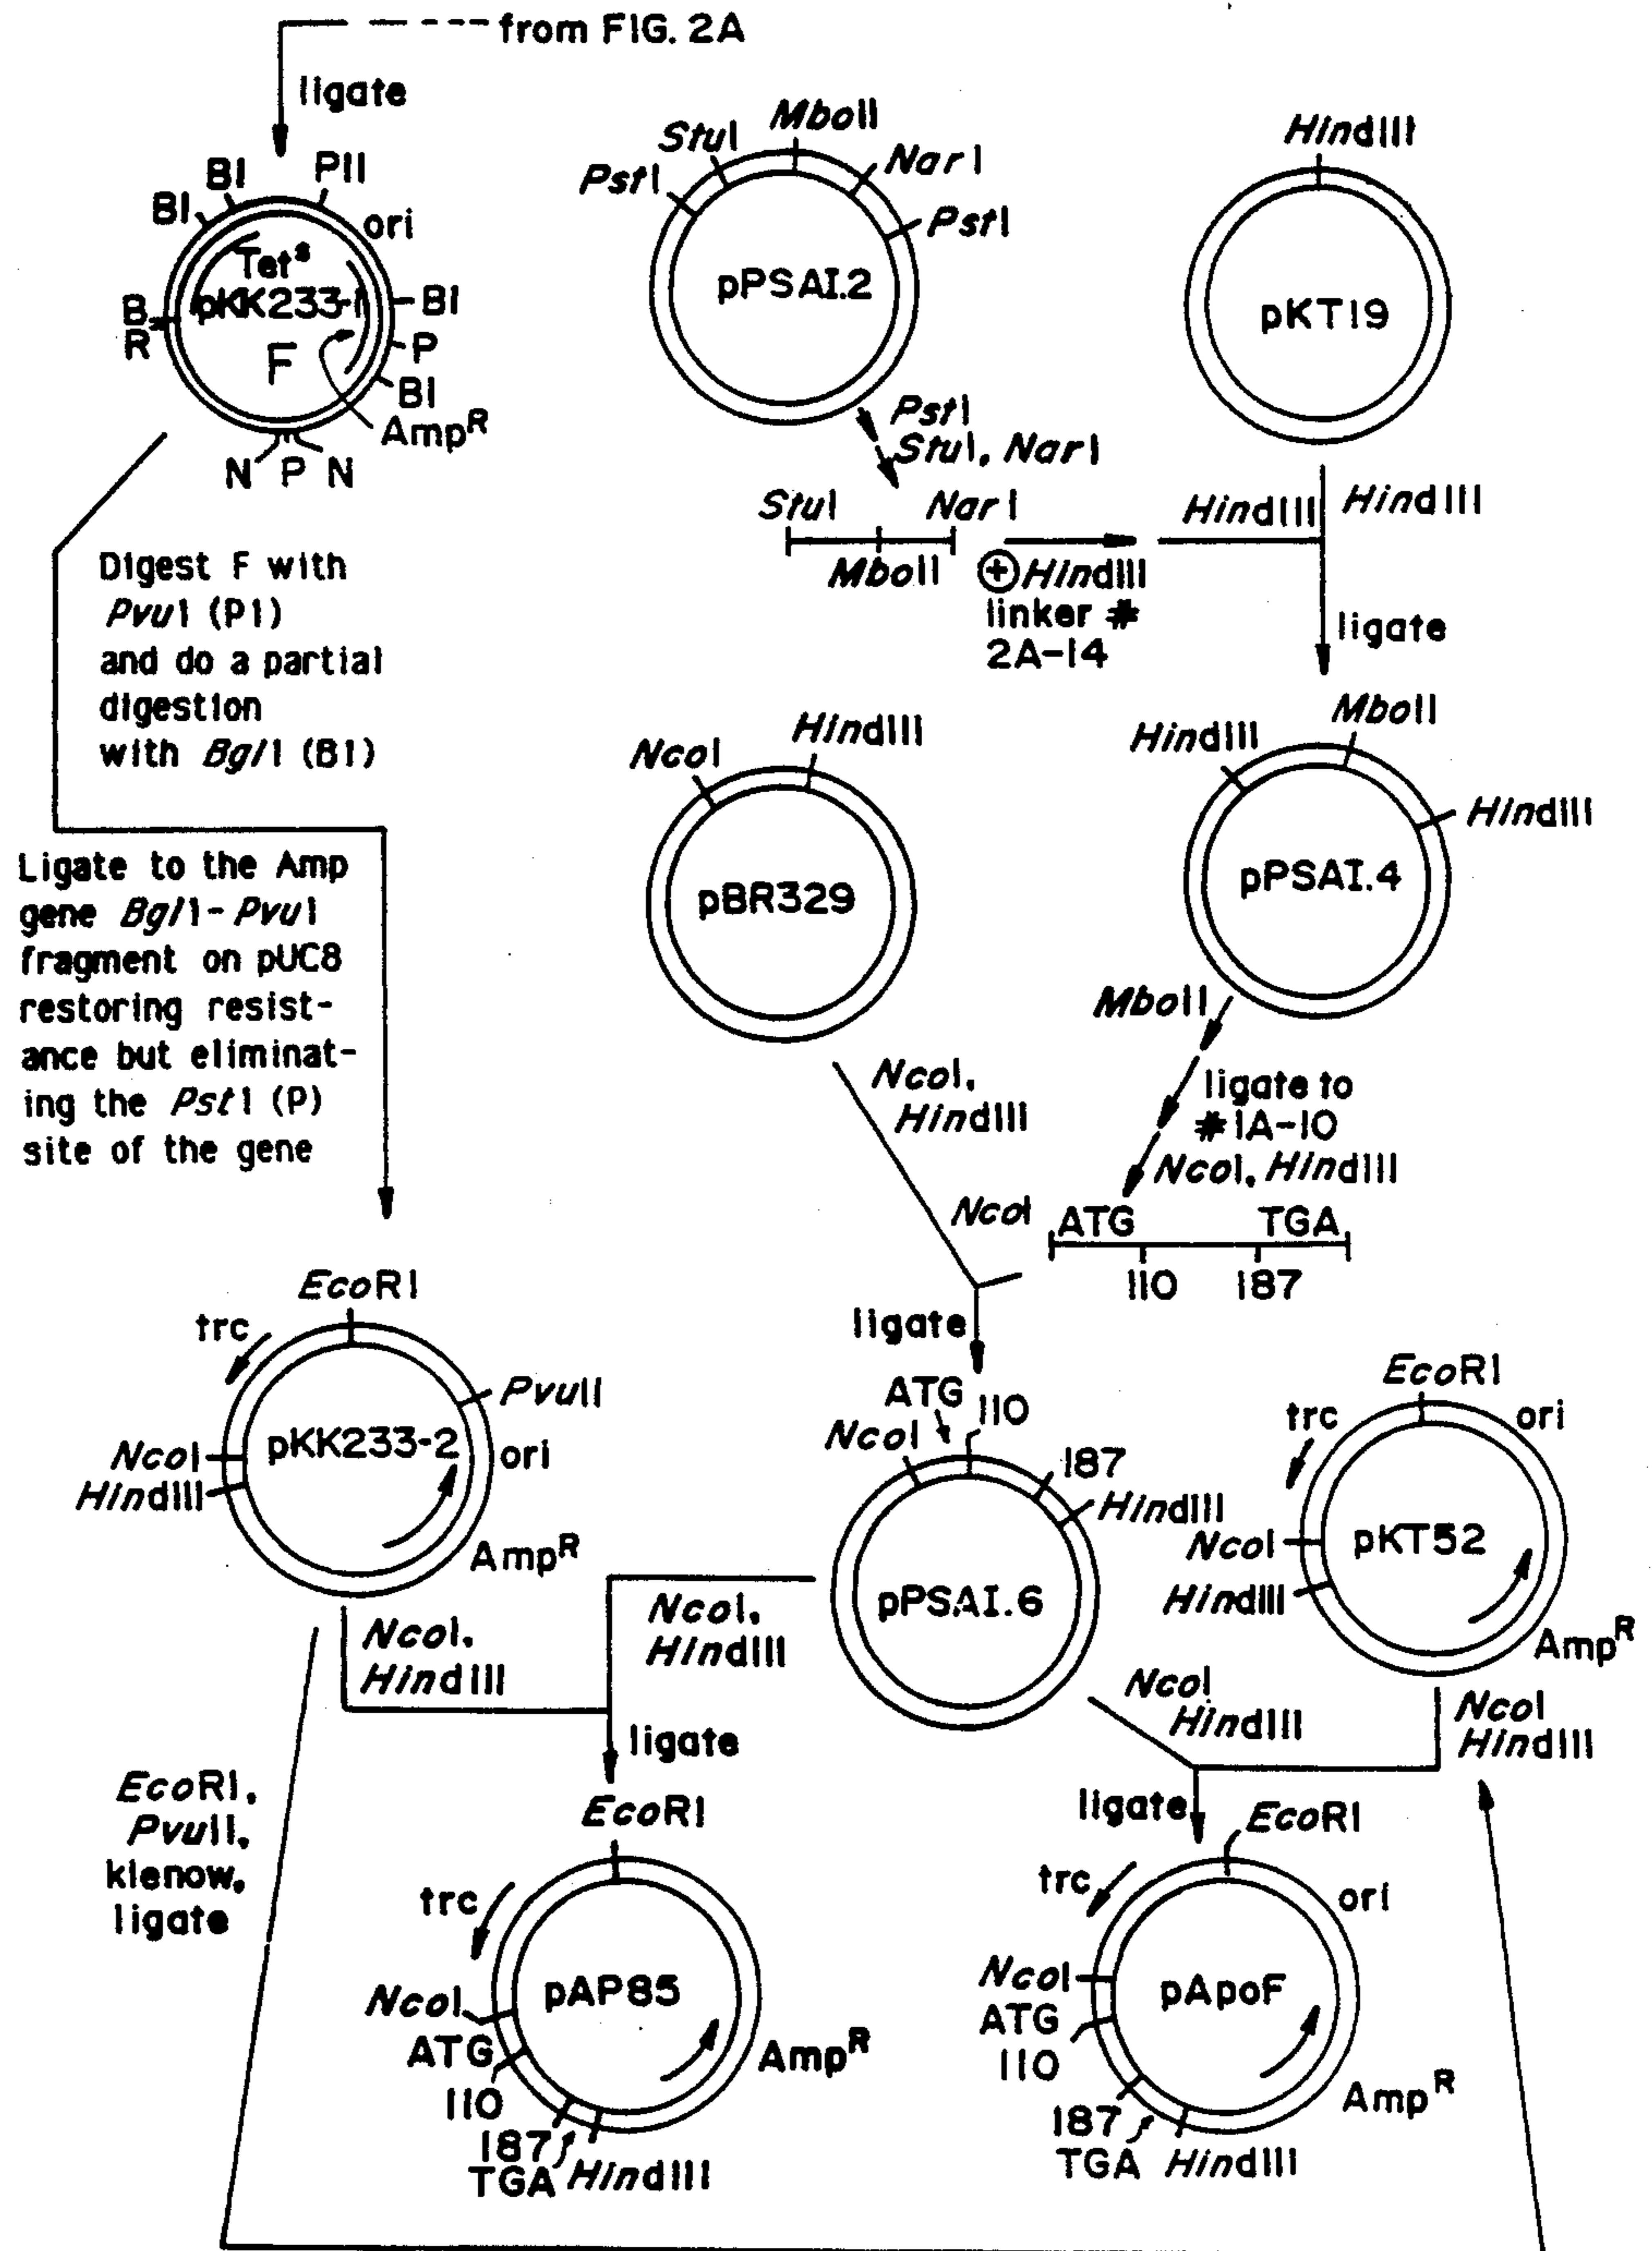 from FIG. 2A
ligate
BI
BI
PII
ori
Tet^s
pKK233-1
F
B
R
BI
P
BI
Amp^R
N P N
PstI
StuI
MboII
NarI
PstI
pPSAI.2
PstI
StuI, NarI
HindIII
pKT19
StuI
NarI
MboII
⊕HindIII
linker #
2A-14
HindIII
HindIII
ligate
Digest F with
PvuI (PI)
and do a partial
digestion
with BglI (BI)
Ligate to the Amp
gene BglI-PvuI
fragment on pUC8
restoring resist-
ance but eliminat-
ing the PstI (P)
site of the gene
NcoI
HindIII
pBR329
HindIII
MboII
HindIII
pPSAI.4
MboII
ligate to
#1A-10
NcoI, HindIII
NcoI,
HindIII
NcoI
ATG
TGA
110
187
ligate
EcoRI
trc
PvuII
NcoI
HindIII
pKK233-2
ori
Amp^R
ATG
110
NcoI
187
HindIII
pPSAI.6
EcoRI
trc
ori
NcoI
HindIII
pKT52
Amp^R
NcoI,
HindIII
NcoI,
HindIII
ligate
NcoI
HindIII
NcoI
HindIII
ligate
EcoRI,
PvuII,
klenow,
ligate
EcoRI
trc
NcoI
ATG
110
187
TGA
HindIII
pAP85
Amp^R
EcoRI
trc
ori
NcoI
ATG
110
187
TGA
HindIII
pApoF
Amp^R